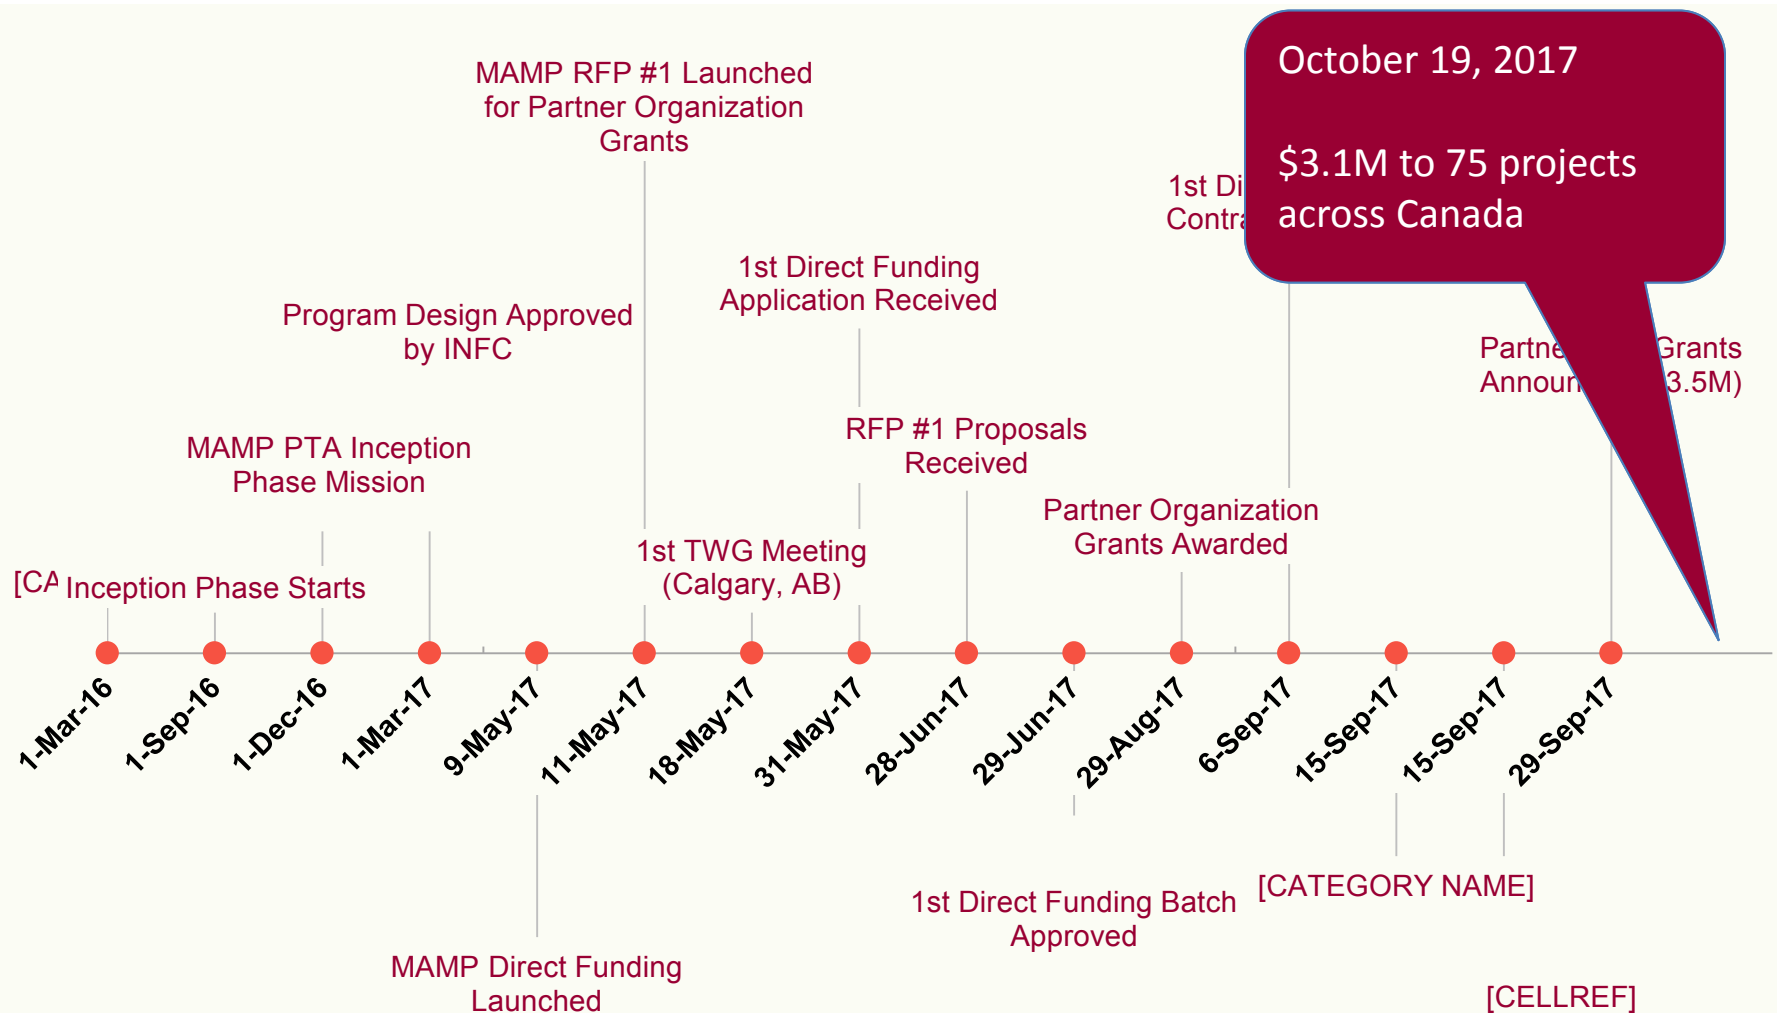 October 19, 2017
$3.1M to 75 projects
across Canada
MAMP RFP #1 Launched
for Partner Organization
Grants
1st
1st Direct Funding
Application Received
Program Design Approved
by INFC
Grants
3.5M)
MAMP PTA Inception
Phase Mission
RFP #1 Proposals
Received
Partner Organization
Grants Awarded
1st TWG Meeting
(Calgary, AB)
[CA
Inception Phase Starts
1-Mar-16
1-Sep-16
1-Dec-16
1-Mar-17
9-May-17
11-May-17
18-May-17
31-May-17
28-Jun-17
29-Jun-17
29-Aug-17
6-Sep-17
15-Sep-17
15-Sep-17
29-Sep-17
[CATEGORY NAME]
1st Direct Funding Batch
Approved
MAMP Direct Funding
Launched
[CELLREF]